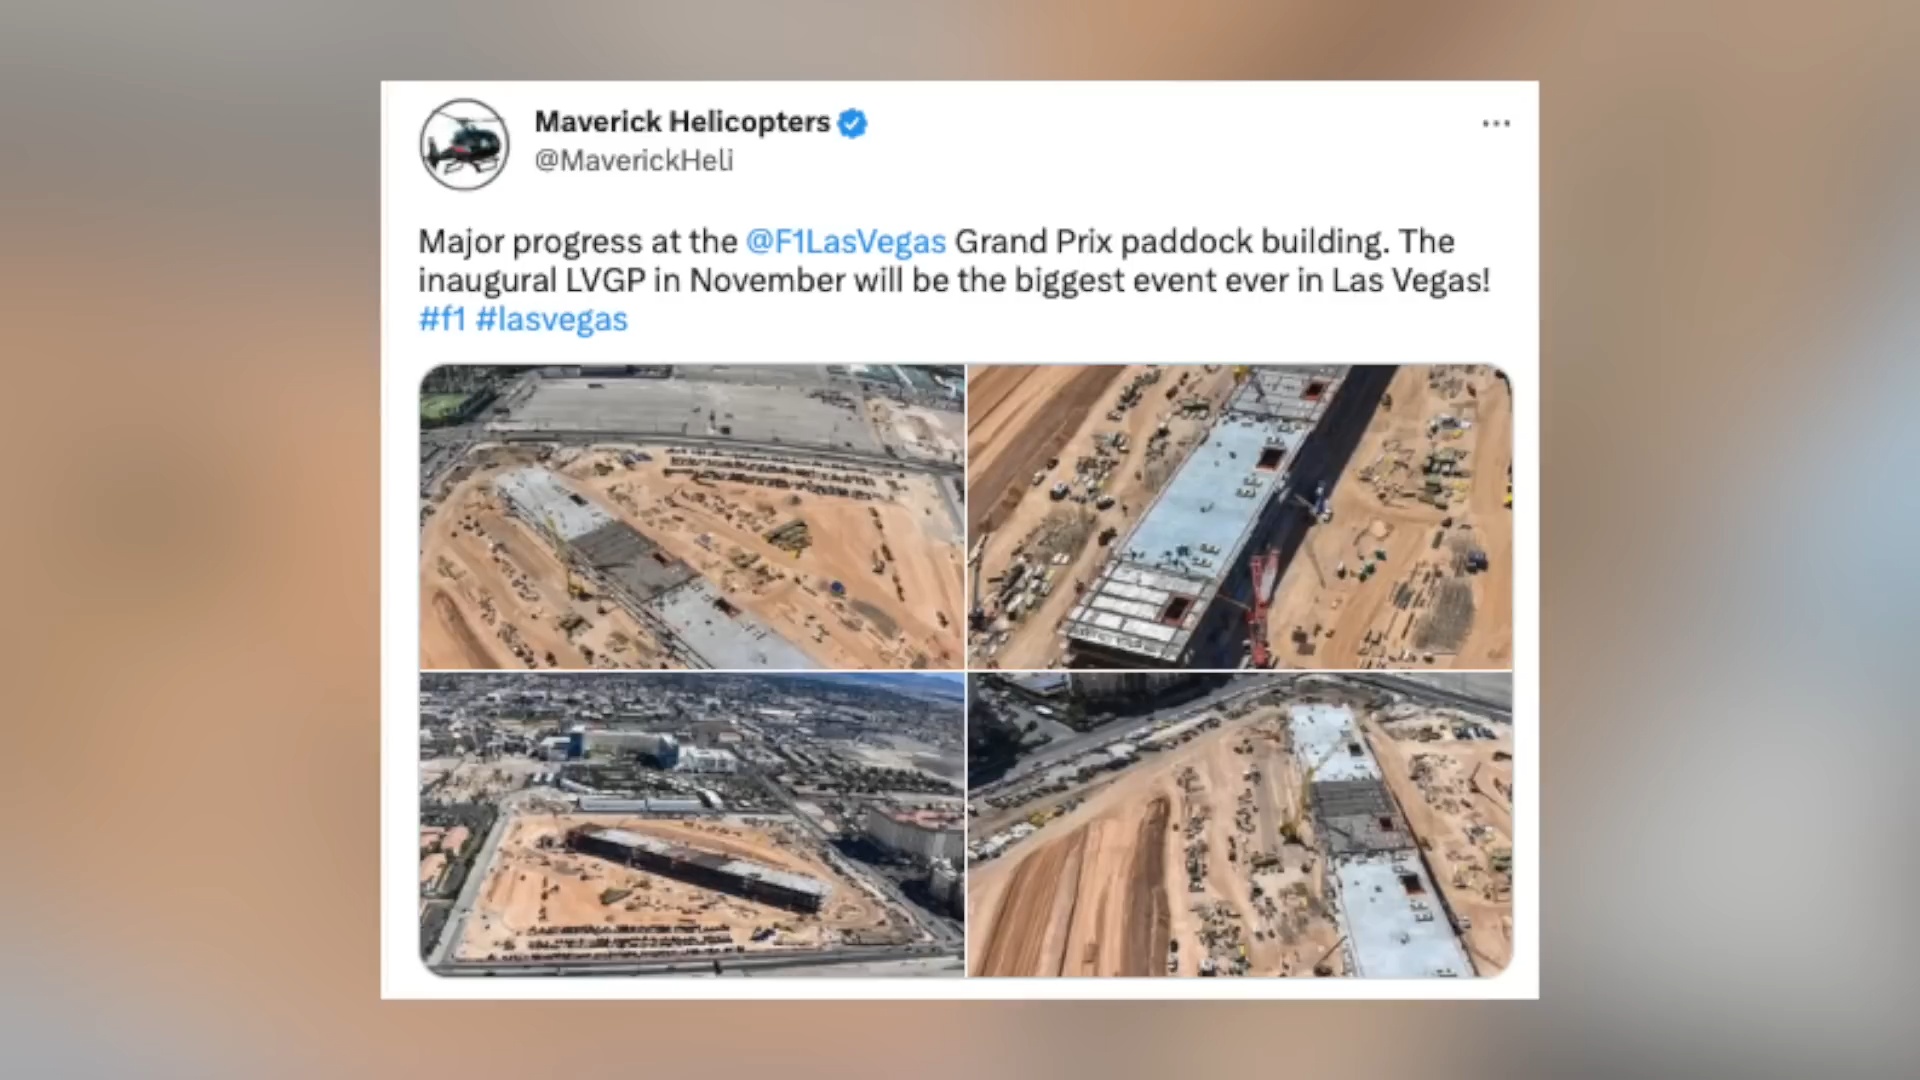 Maverick Helicopters
@MaverickHeli
Major progress at the @F1LasVegas Grand Prix paddock building. The
inaugural LVGP in November will be the biggest event ever in Las Vegas!
#f1 #lasvegas